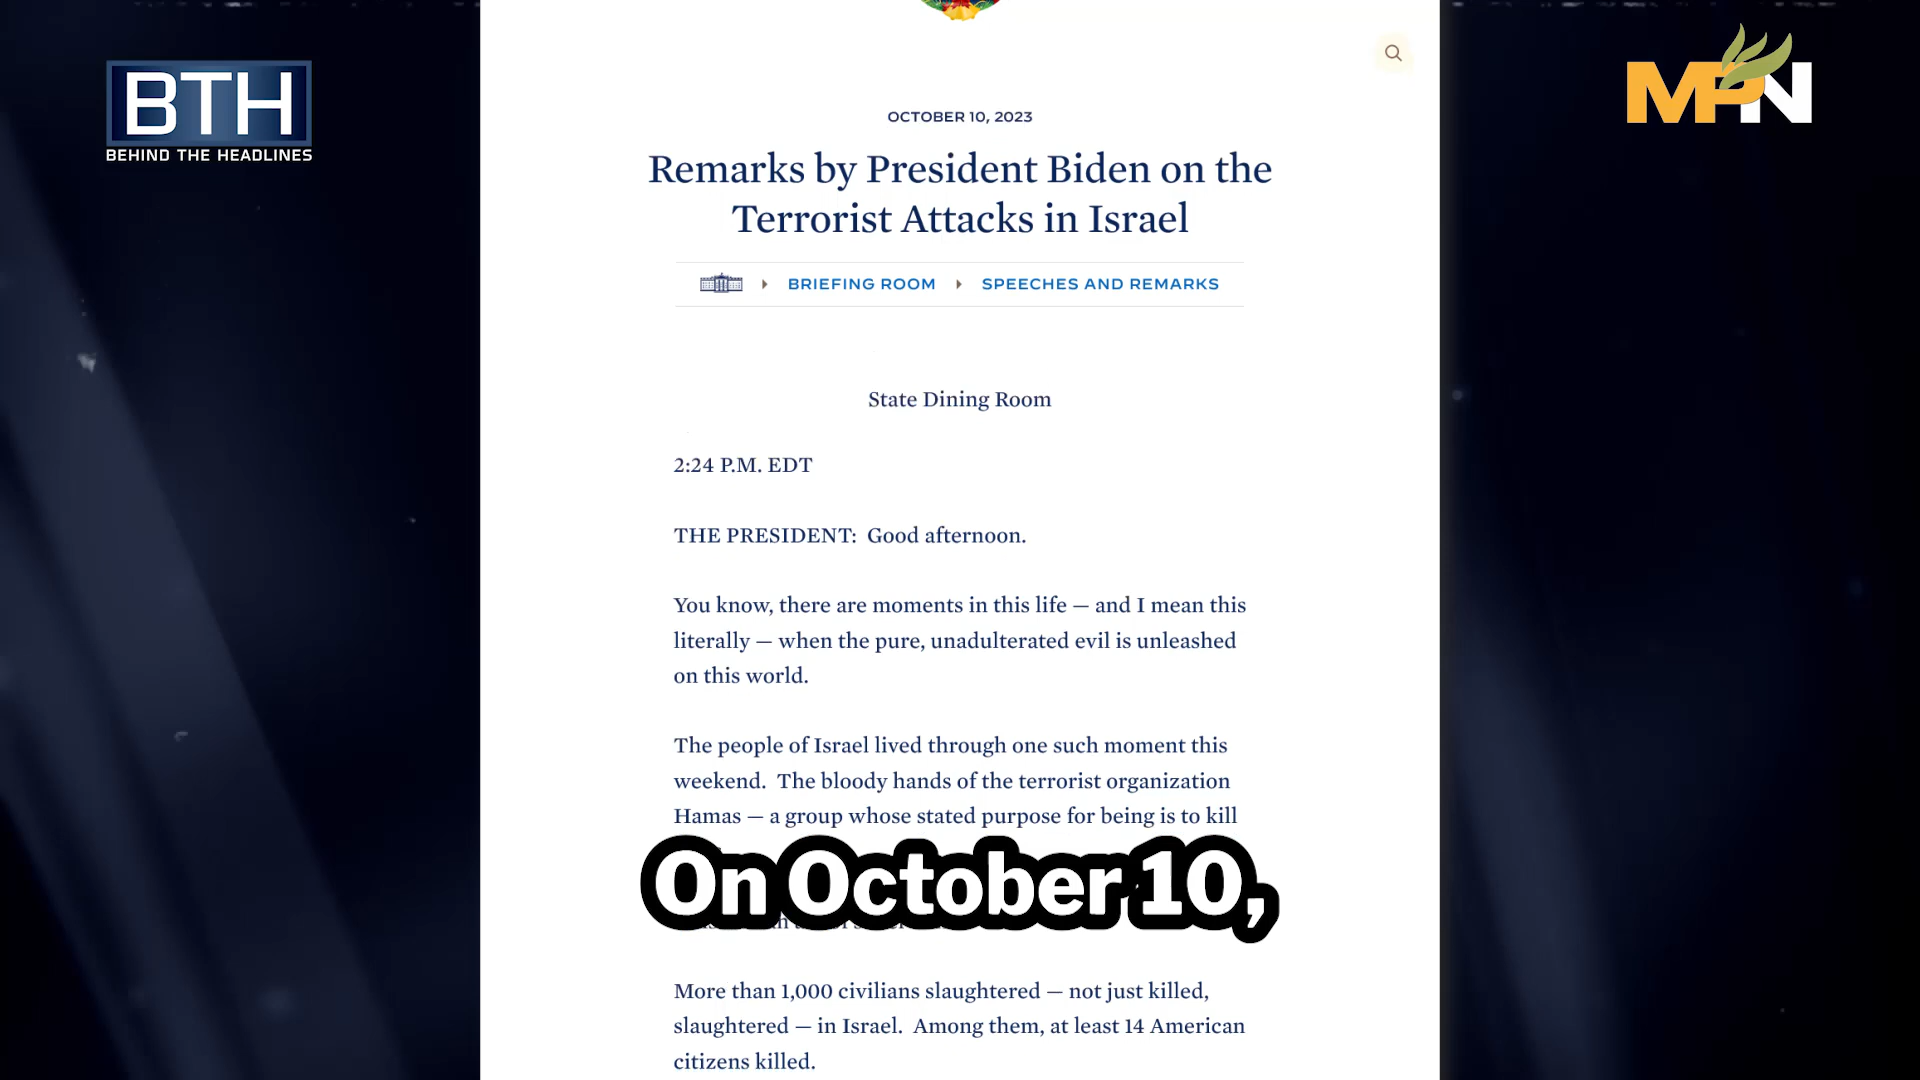 BTH
BEHIND THE HEADLINES
MPN
OCTOBER 10, 2023
Remarks by President Biden on the
Terrorist Attacks in Israel
BRIEFING ROOM
SPEECHES AND REMARKS
State Dining Room
2:24 P.M. EDT
THE PRESIDENT: Good afternoon.
You know, there are moments in this life — and I mean this
literally — when the pure, unadulterated evil is unleashed
on this world.
The people of Israel lived through one such moment this
weekend. The bloody hands of the terrorist organization
Hamas — a group whose stated purpose for being is to kill
On October 10,
More than 1,000 civilians slaughtered — not just killed,
slaughtered — in Israel. Among them, at least 14 American
citizens killed.